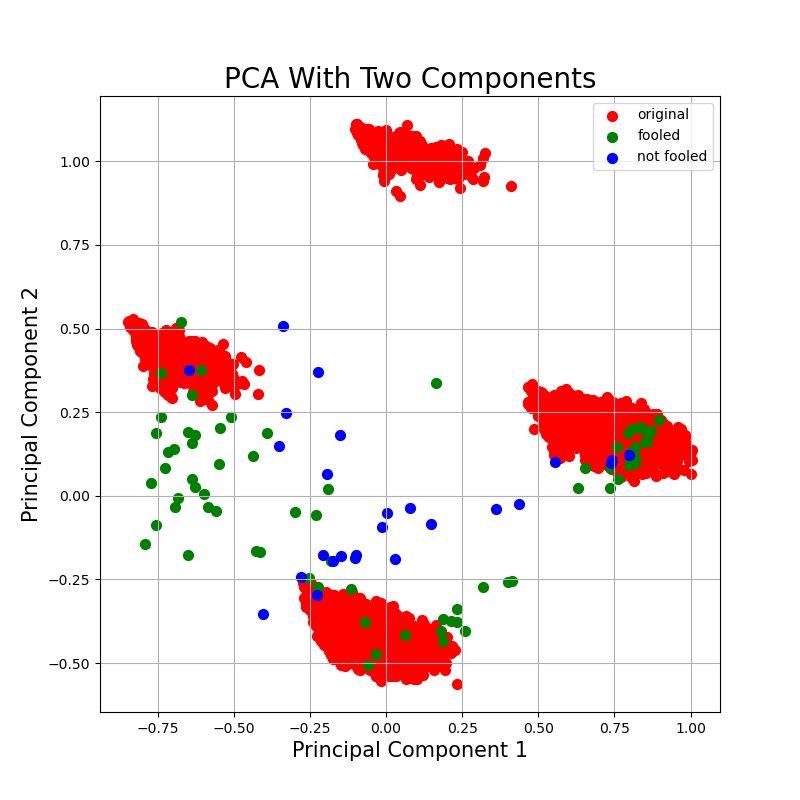 PCA With Two Components
original
fooled
not fooled
1.00
0.75
0.50
0.25
0.00
−0.25
−0.50
Principal Component 2
−0.75
−0.50
−0.25
0.00
0.25
0.50
0.75
1.00
Principal Component 1